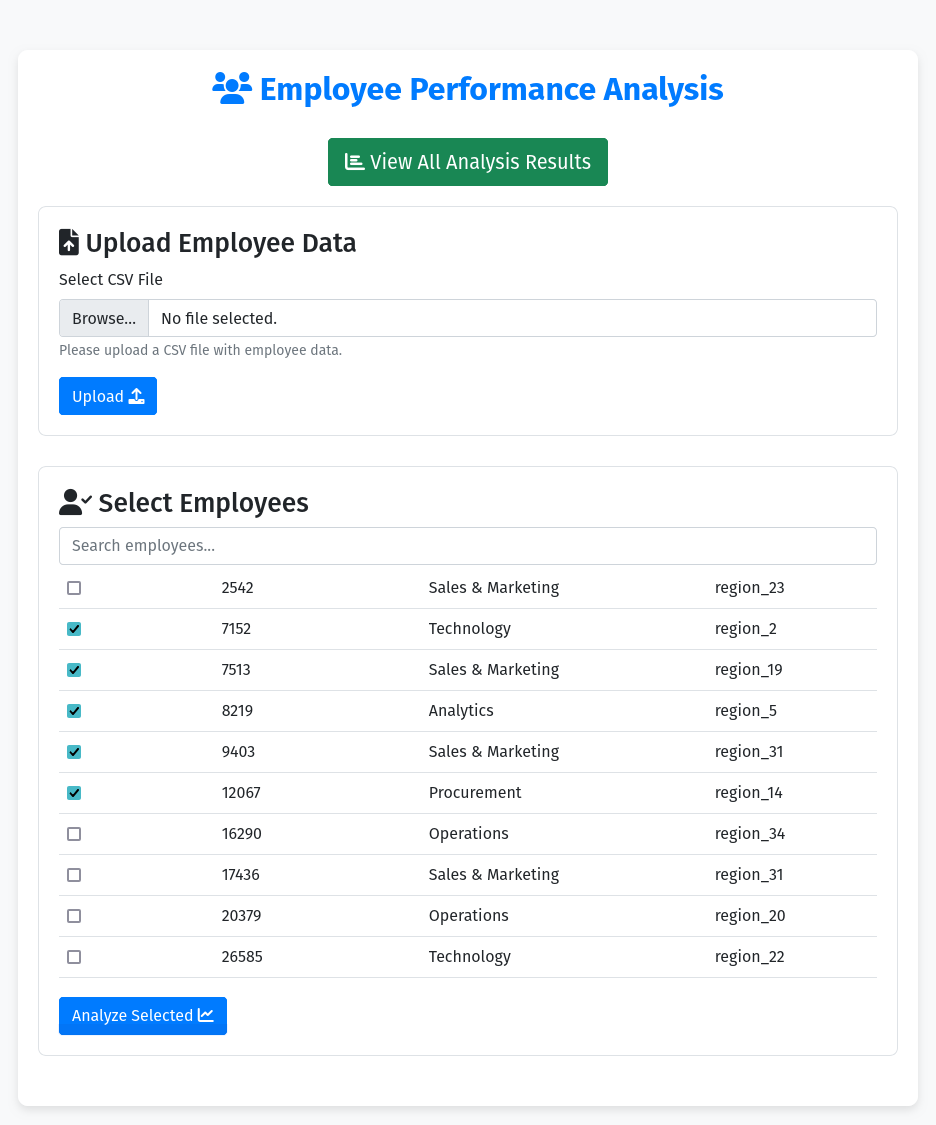 Employee Performance Analysis
View All Analysis Results
Upload Employee Data
Select CSV File
Browse... No file selected.
Please upload a CSV file with employee data.
Upload
Select Employees
Search employees...
2542 Sales & Marketing region_23
7152 Technology region_2
7513 Sales & Marketing region_19
8219 Analytics region_5
9403 Sales & Marketing region_31
12067 Procurement region_14
16290 Operations region_34
17436 Sales & Marketing region_31
20379 Operations region_20
26585 Technology region_22
Analyze Selected